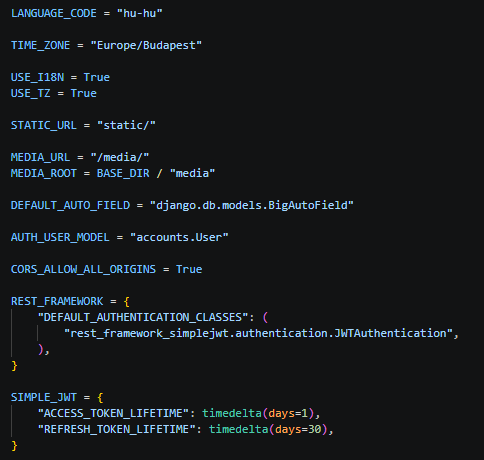 LANGUAGE_CODE = "hu-hu"
TIME_ZONE = "Europe/Budapest"
USE_I18N = True
USE_TZ = True
STATIC_URL = "static/"
MEDIA_URL = "/media/"
MEDIA_ROOT = BASE_DIR / "media"
DEFAULT_AUTO_FIELD = "django.db.models.BigAutoField"
AUTH_USER_MODEL = "accounts.User"
CORS_ALLOW_ALL_ORIGINS = True
REST_FRAMEWORK = {
    "DEFAULT_AUTHENTICATION_CLASSES": (
        "rest_framework_simplejwt.authentication.JWTAuthentication",
    ),
}
SIMPLE_JWT = {
    "ACCESS_TOKEN_LIFETIME": timedelta(days=1),
    "REFRESH_TOKEN_LIFETIME": timedelta(days=30),
}